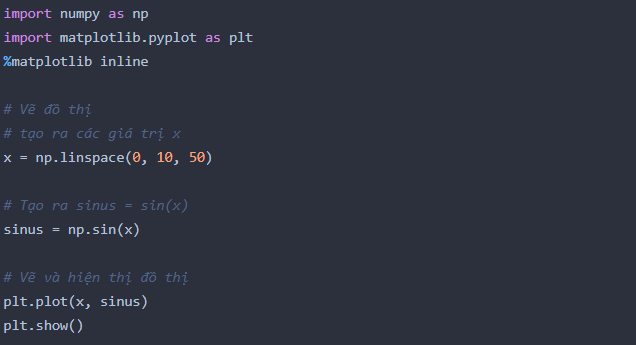 import numpy as np
import matplotlib.pyplot as plt
%matplotlib inline
# Vẽ đồ thị
# tạo ra các giá trị x
x = np.linspace(0, 10, 50)
# Tạo ra sinus = sin(x)
sinus = np.sin(x)
# Vẽ và hiện thị đồ thị
plt.plot(x, sinus)
plt.show()